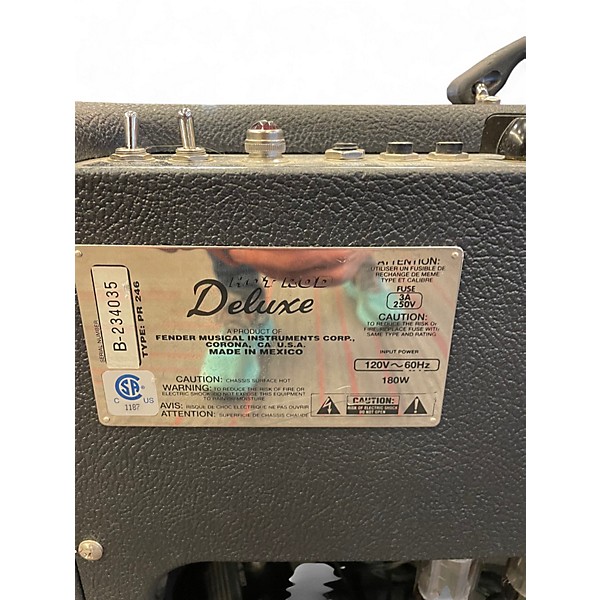 SERIAL NUMBER
B-234035
TYPE: PR 246
HOT ROD
Deluxe
A PRODUCT OF
FENDER MUSICAL INSTRUMENTS CORP.,
CORONA, CA U.S.A.
MADE IN MEXICO
C SA US
1187
CAUTION: CHASSIS SURFACE HOT
WARNING: TO REDUCE THE RISK OF FIRE OR
ELECTRIC SHOCK DO NOT EXPOSE THIS EQUIPMENT
TO RAIN OR MOISTURE
AVIS: RISQUE DE CHOC ELECTRIQUE NE PAS OUVRIR
ATTENTION: SUPERFICIE DE CHASSIS CHAUDE
ATTENTION:
UTILISER UN FUSIBLE DE
RECHANGE DE MEME
TYPE ET CALIBRE
FUSE
3A
250V
CAUTION:
TO REDUCE THE RISK OF
FIRE, REPLACE FUSE WITH
SAME TYPE AND RATING
INPUT POWER
120V~60Hz
180W
CAUTION:
RISK OF ELECTRIC SHOCK
DO NOT OPEN